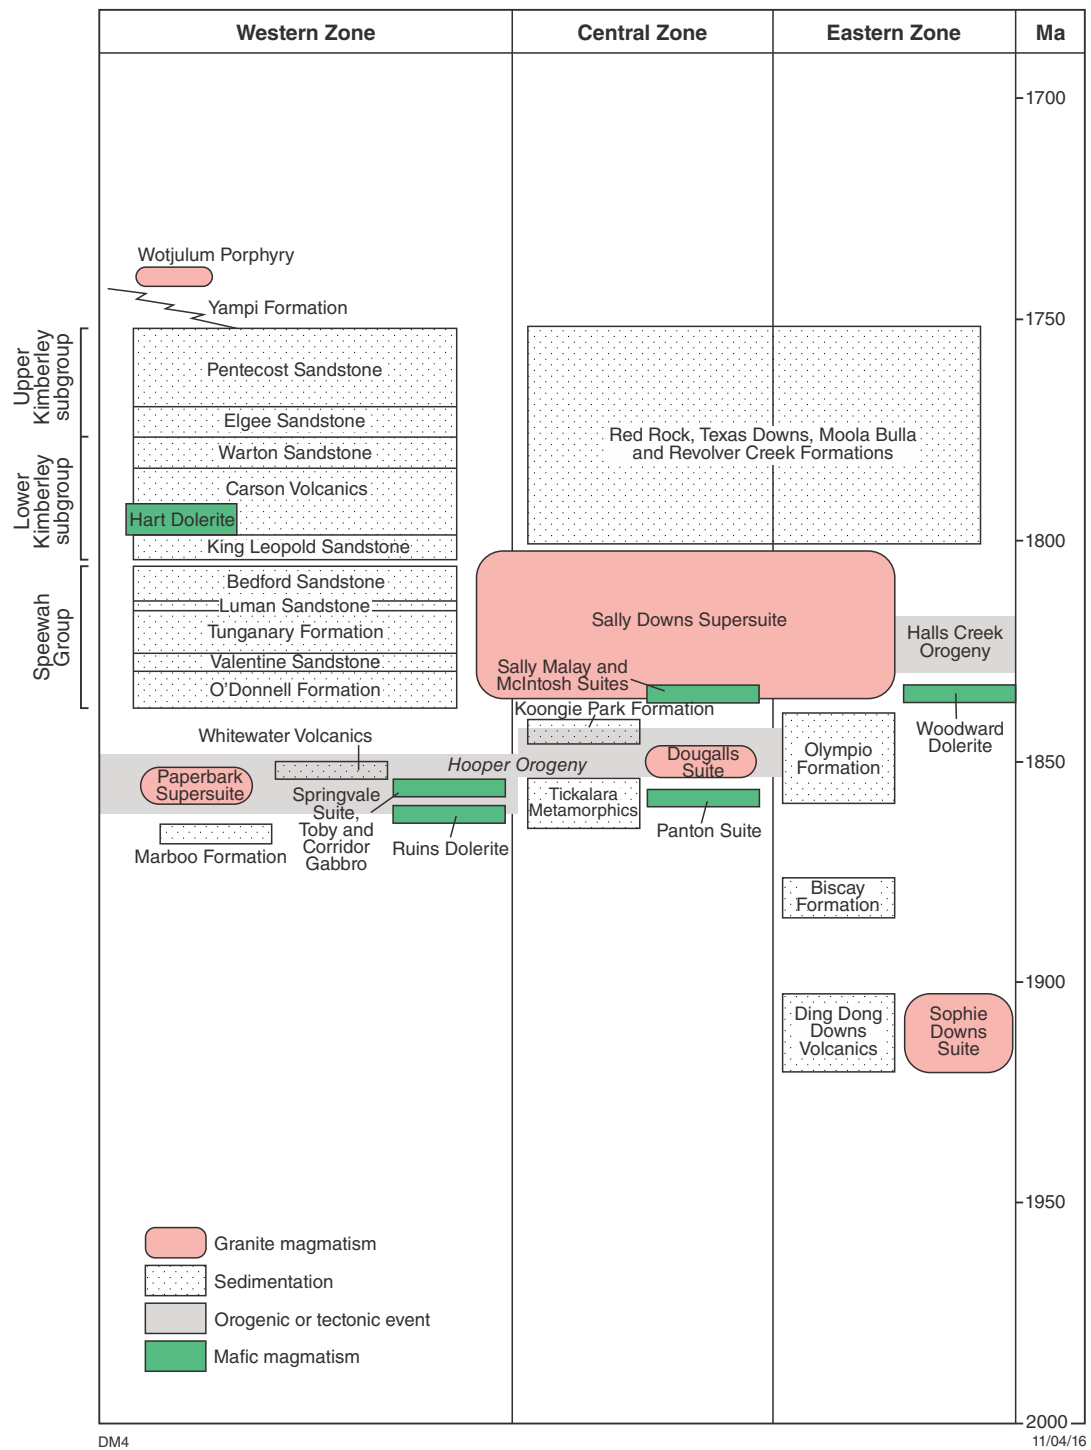 Western Zone
Central Zone
Eastern Zone
Ma
1700
Wotjulum Porphyry
Yampi Formation
1750
Upper
Kimberley
subgroup
Pentecost Sandstone
Elgee Sandstone
Red Rock, Texas Downs, Moola Bulla
and Revolver Creek Formations
Lower
Kimberley
subgroup
Warton Sandstone
Carson Volcanics
Hart Dolerite
King Leopold Sandstone
1800
Speewah
Group
Bedford Sandstone
Luman Sandstone
Tunganary Formation
Valentine Sandstone
O'Donnell Formation
Sally Downs Supersuite
Sally Malay and
McIntosh Suites
Halls Creek
Orogeny
Koongie Park Formation
Woodward
Dolerite
Whitewater Volcanics
Hooper Orogeny
Dougalls
Suite
Olympio
Formation
1850
Paperbark
Supersuite
Springvale
Suite,
Toby and
Corridor
Gabbro
Tickalara
Metamorphics
Panton Suite
Ruins Dolerite
Marboo Formation
Biscay
Formation
1900
Ding Dong
Downs
Volcanics
Sophie
Downs
Suite
1950
Granite magmatism
Sedimentation
Orogenic or tectonic event
Mafic magmatism
2000
DM4
11/04/16